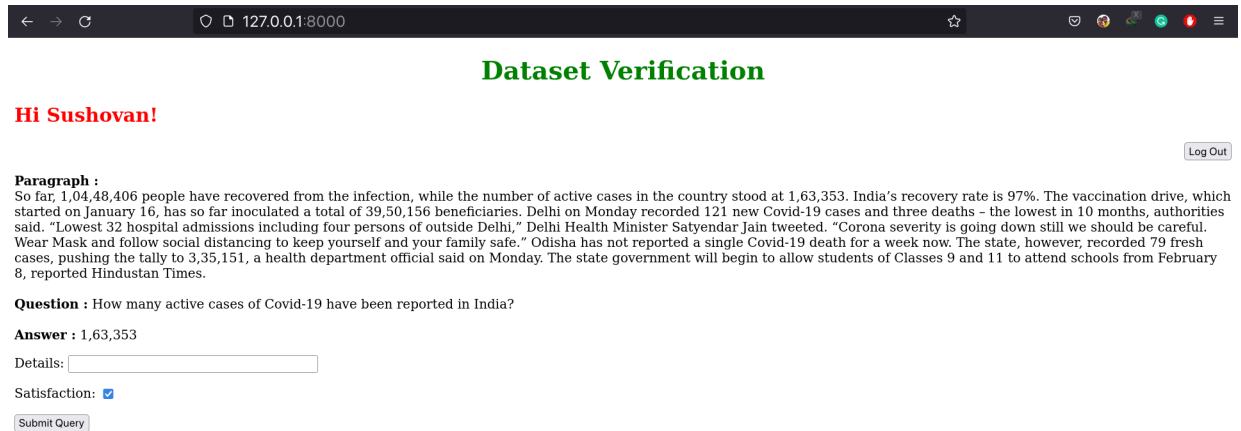 127.0.0.1:8000
Dataset Verification
Hi Sushovan!
Log Out
Paragraph :
So far, 1,04,48,406 people have recovered from the infection, while the number of active cases in the country stood at 1,63,353. India’s recovery rate is 97%. The vaccination drive, which
started on January 16, has so far inoculated a total of 39,50,156 beneficiaries. Delhi on Monday recorded 121 new Covid-19 cases and three deaths – the lowest in 10 months, authorities
said. “Lowest 32 hospital admissions including four persons of outside Delhi,” Delhi Health Minister Satyendar Jain tweeted. “Corona severity is going down still we should be careful.
Wear Mask and follow social distancing to keep yourself and your family safe.” Odisha has not reported a single Covid-19 death for a week now. The state, however, recorded 79 fresh
cases, pushing the tally to 3,35,151, a health department official said on Monday. The state government will begin to allow students of Classes 9 and 11 to attend schools from February
8, reported Hindustan Times.
Question : How many active cases of Covid-19 have been reported in India?
Answer : 1,63,353
Details:
Satisfaction:
Submit Query